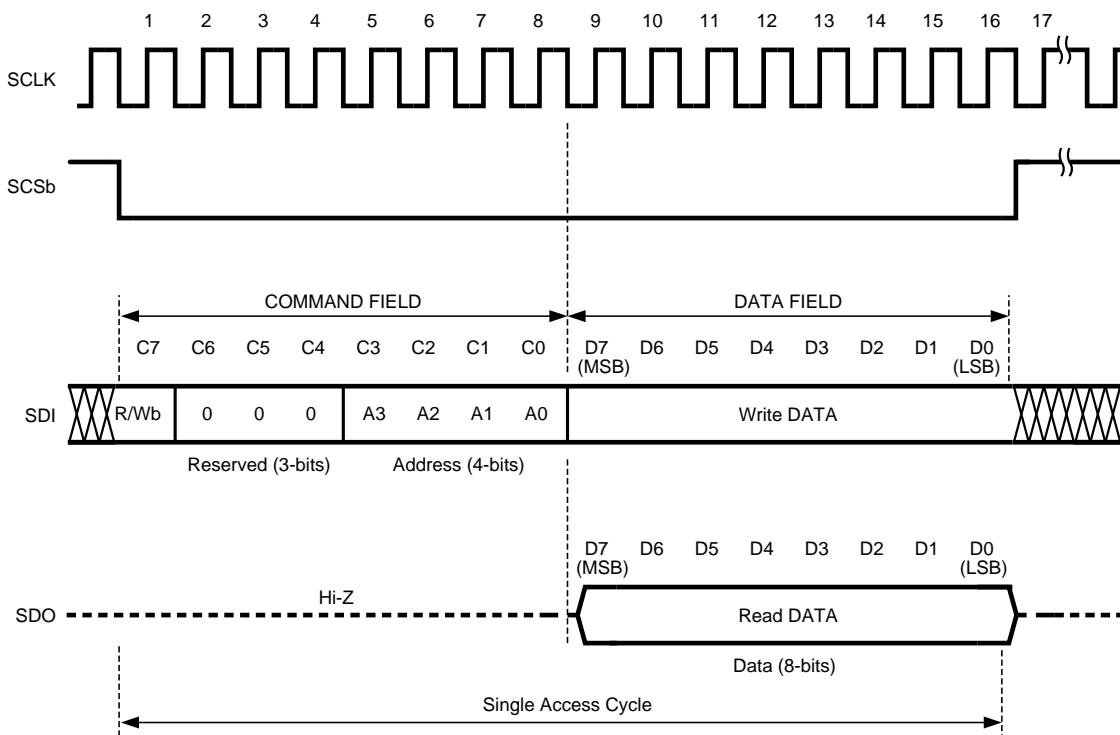 1 2 3 4 5 6 7 8 9 10 11 12 13 14 15 16 17
SCLK
SCSb
COMMAND FIELD DATA FIELD
C7 C6 C5 C4 C3 C2 C1 C0 D7 D6 D5 D4 D3 D2 D1 D0
(MSB) (LSB)
SDI R/Wb 0 0 0 A3 A2 A1 A0 Write DATA
Reserved (3-bits) Address (4-bits)
D7 D6 D5 D4 D3 D2 D1 D0
(MSB) (LSB)
Hi-Z
SDO Read DATA
Data (8-bits)
Single Access Cycle